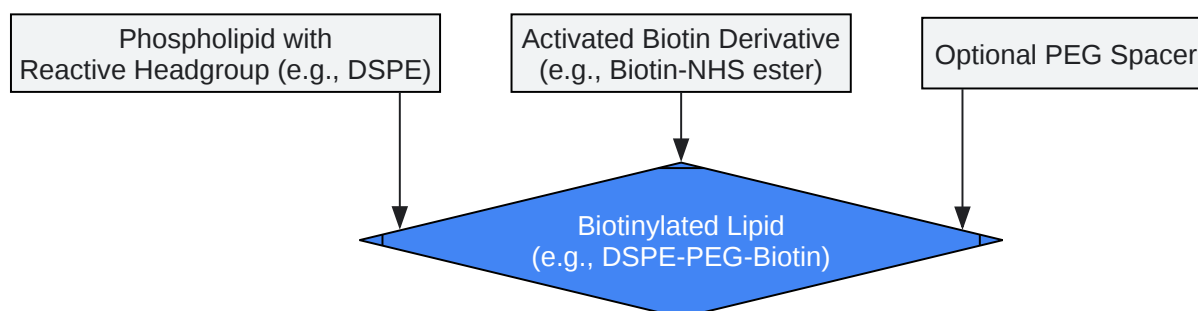 Phospholipid with
Reactive Headgroup (e.g., DSPE)
Activated Biotin Derivative
(e.g., Biotin-NHS ester)
Optional PEG Spacer
Biotinylated Lipid
(e.g., DSPE-PEG-Biotin)